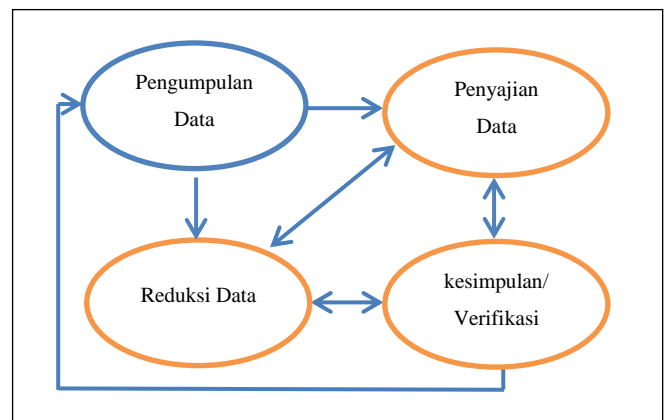 Pengumpulan
Data
Penyajian
Data
Reduksi Data
kesimpulan/
Verifikasi